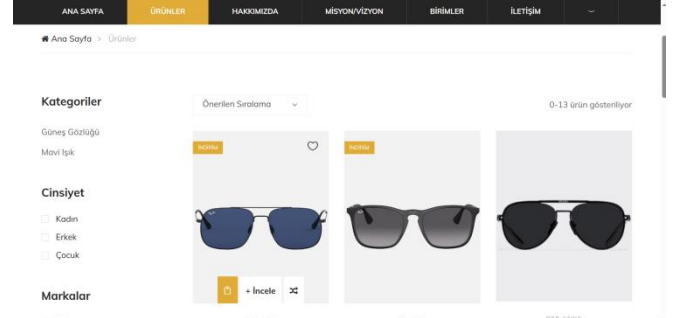 ANA SAYFA ÜRÜNLER HAKKIMIZDA MİSYON/VİZYON BİRİMLER İLETİŞİM
Ana Sayfa > Ürünler
Kategoriler
Önerilen Sıralama
0-13 ürün gösteriliyor
Güneş Gözlüğü
Mavi Işık
İNDİRİM
İNDİRİM
Cinsiyet
Kadın
Erkek
Çocuk
+ İncele
Markalar